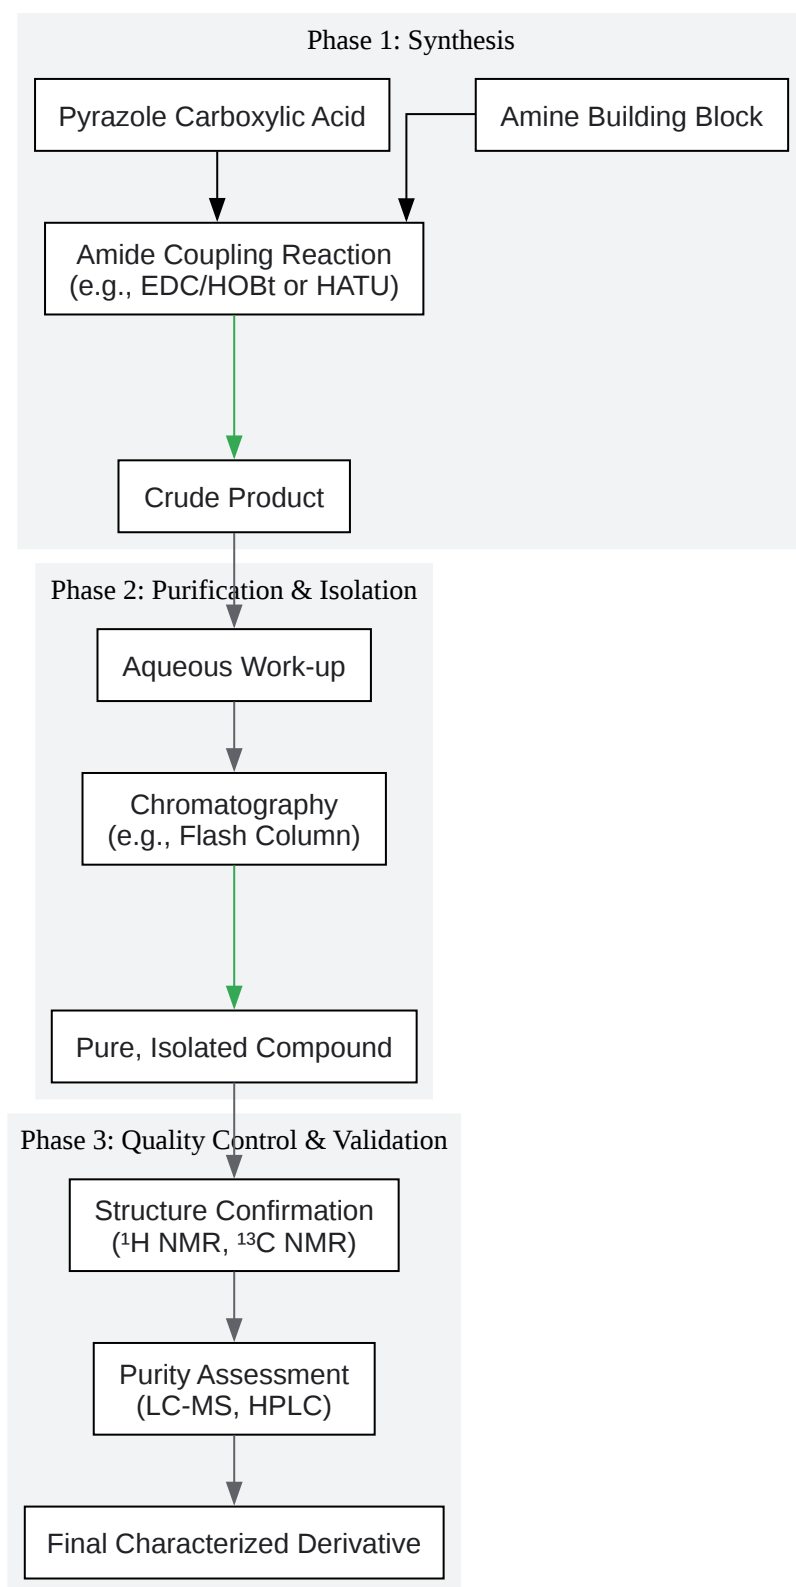 Phase 1: Synthesis
Pyrazole Carboxylic Acid
Amine Building Block
Amide Coupling Reaction
(e.g., EDC/HOBt or HATU)
Crude Product
Phase 2: Purification & Isolation
Aqueous Work-up
Chromatography
(e.g., Flash Column)
Pure, Isolated Compound
Phase 3: Quality Control & Validation
Structure Confirmation
(¹H NMR, ¹³C NMR)
Purity Assessment
(LC-MS, HPLC)
Final Characterized Derivative